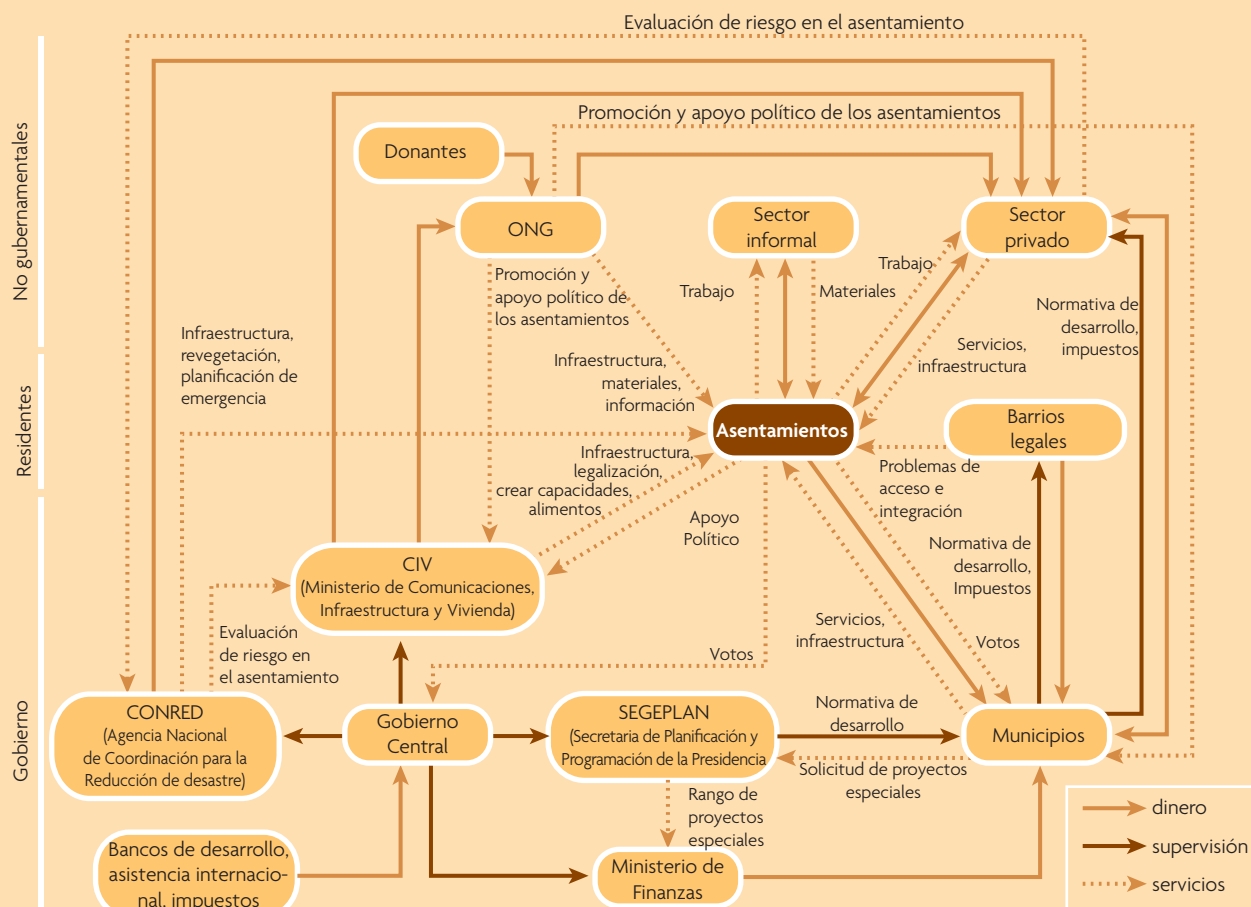 Evaluación de riesgo en el asentamiento
Promoción y apoyo político de los asentamientos
No gubernamentales
Donantes
ONG
Sector
informal
Sector
privado
Promoción y
apoyo político de
los asentamientos
Trabajo
Materiales
Trabajo
Normativa de
desarrollo,
impuestos
Infraestructura,
revegetación,
planificación de
emergencia
Servicios,
infraestructura
Infraestructura,
materiales,
información
Residentes
Asentamientos
Barrios
legales
Infraestructura,
legalización,
crear capacidades,
alimentos
Problemas de
acceso e
integración
Apoyo
Político
Normativa de
desarrollo,
Impuestos
CIV
(Ministerio de Comunicaciones,
Infraestructura y Vivienda)
Servicios,
infraestructura
Votos
Evaluación
de riesgo en
el asentamiento
Votos
Gobierno
CONRED
(Agencia Nacional
de Coordinación para la
Reducción de desastre)
Gobierno
Central
SEGEPLAN
(Secretaria de Planificación y
Programación de la Presidencia
Normativa de
desarrollo
Municipios
Solicitud de proyectos
especiales
Rango de
proyectos
especiales
Bancos de desarrollo,
asistencia internacio-
nal, impuestos
Ministerio de
Finanzas
dinero
supervisión
servicios